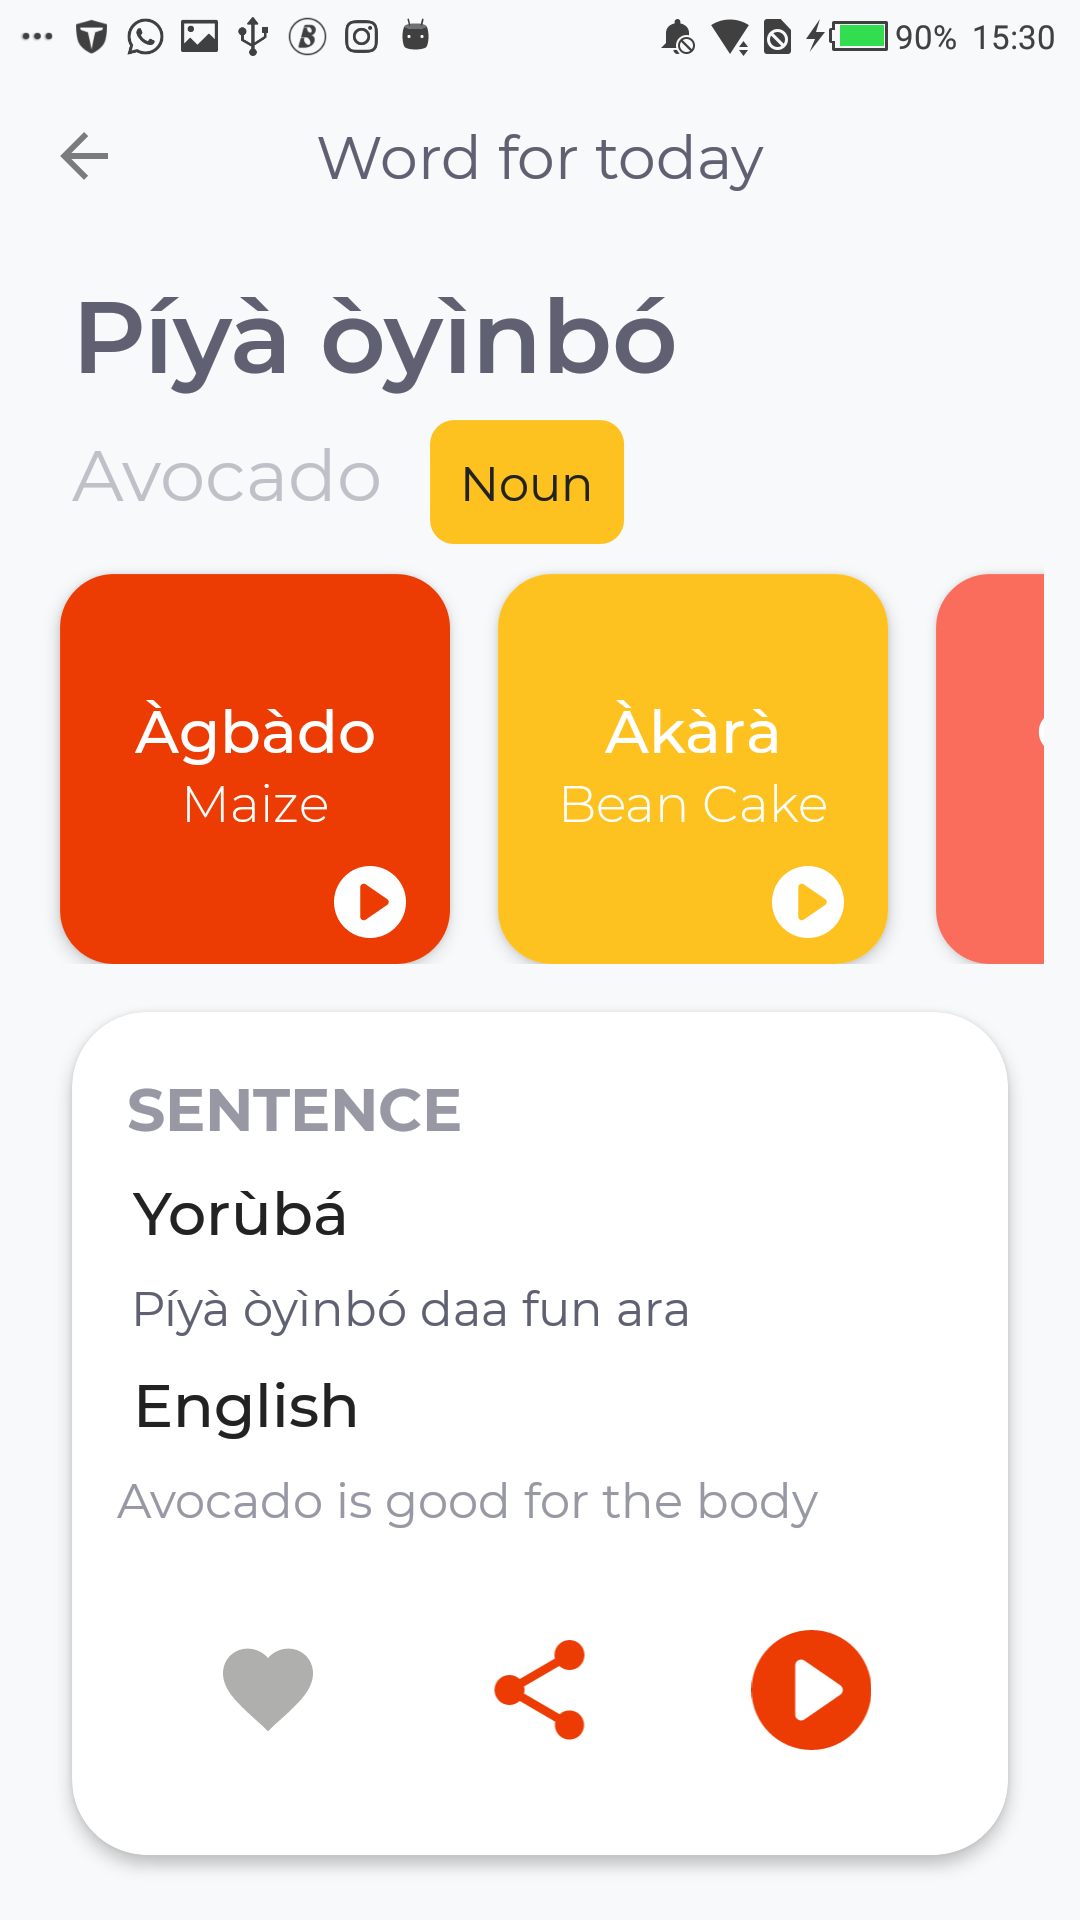 90% 15:30
Word for today
Píyà òyìnbó
Avocado Noun
Àgbàdo
Maize
Àkàrà
Bean Cake
SENTENCE
Yorùbá
Píyà òyìnbó daa fun ara
English
Avocado is good for the body